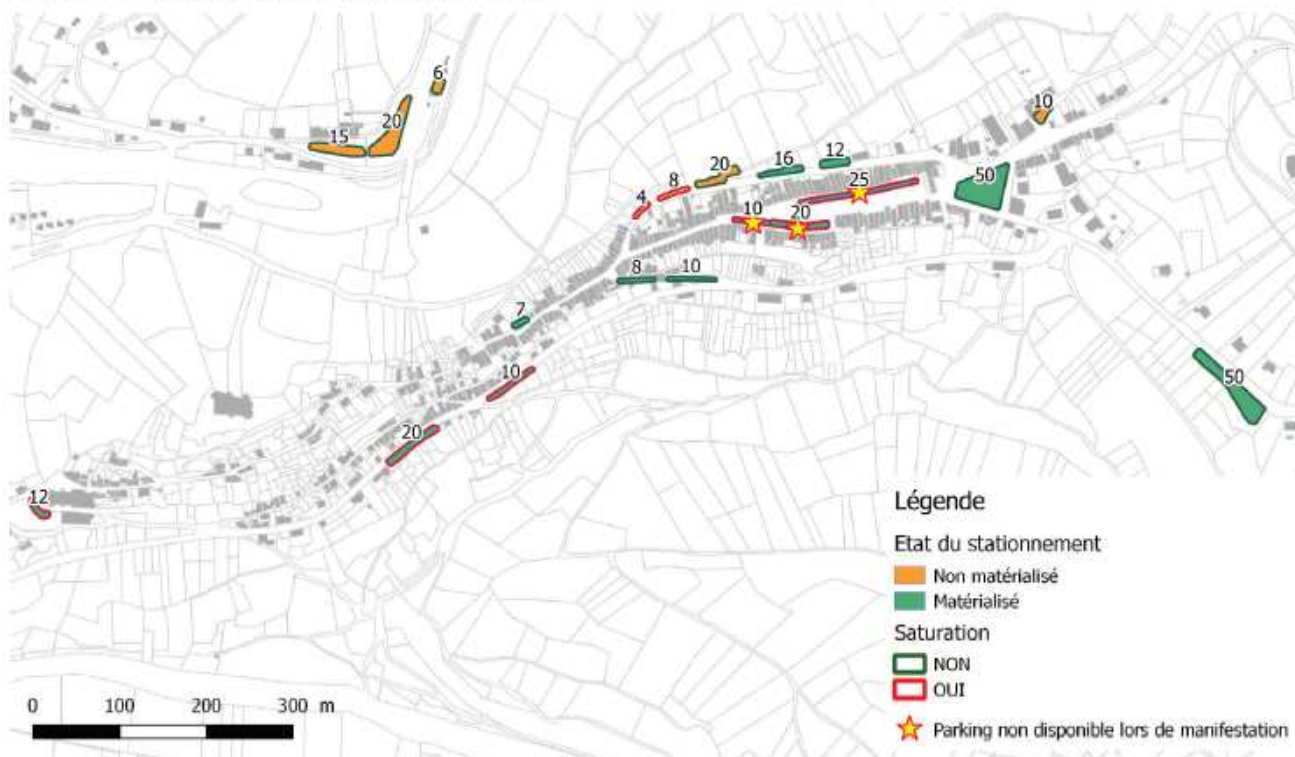 6
10
15
20
20
16
12
8
4
25
50
10
20
8
10
7
10
50
20
12
Légende
Etat du stationnement
Non matérialisé
Matérialisé
Saturation
NON
OUI
Parking non disponible lors de manifestation
0 100 200 300 m